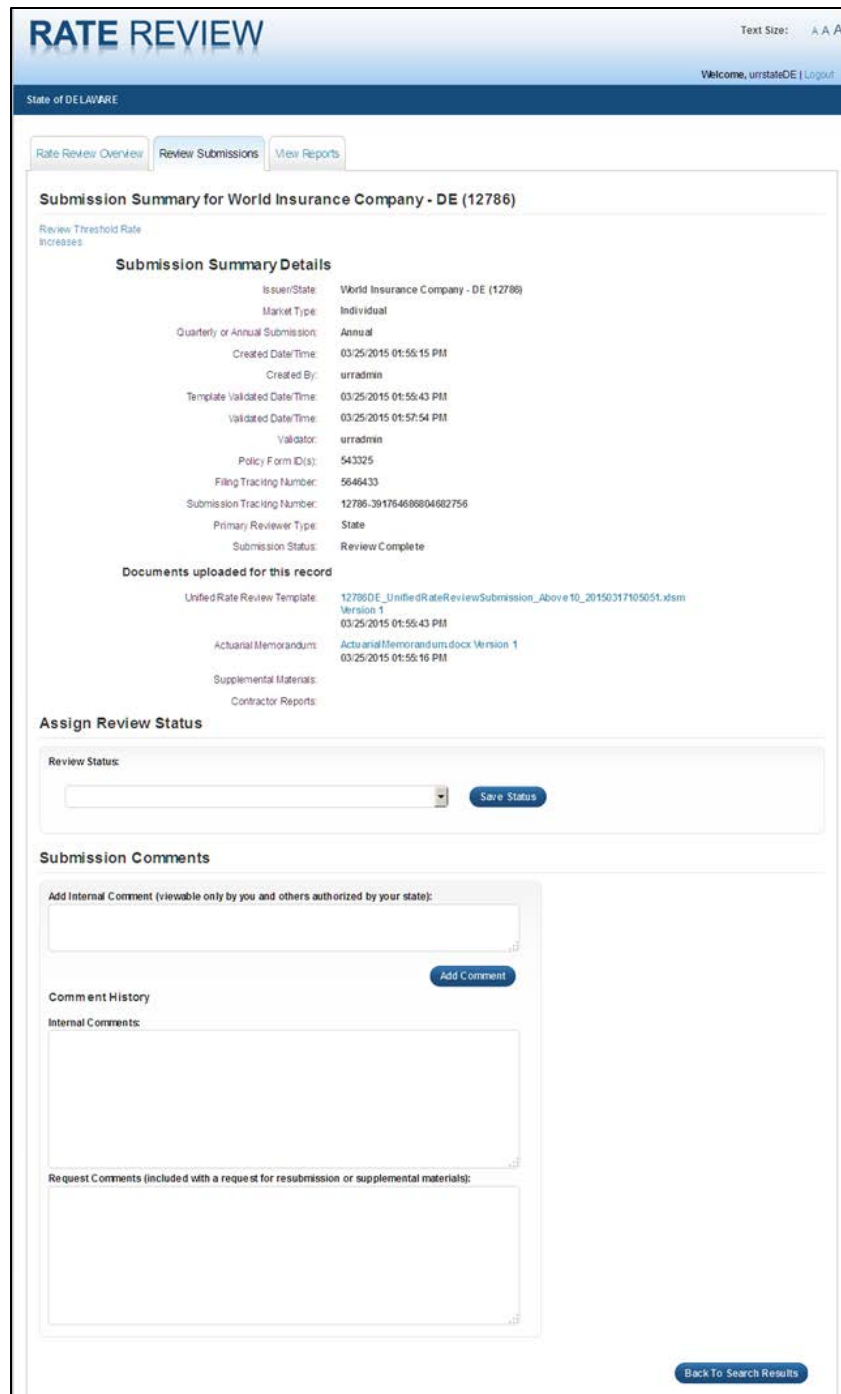 RATE REVIEW
Text Size: A A A
Welcome, urrstateDE | Logout
State of DELAWARE
Rate Review Overview Review Submissions View Reports
Submission Summary for World Insurance Company - DE (12786)
Review Threshold Rate
Increases
Submission Summary Details
Issuer/State: World Insurance Company - DE (12786)
Market Type: Individual
Quarterly or Annual Submission: Annual
Created Date/Time: 03/25/2015 01:55:15 PM
Created By: urradmin
Template Validated Date/Time: 03/25/2015 01:55:43 PM
Validated Date/Time: 03/25/2015 01:57:54 PM
Validator: urradmin
Policy Form ID(s): 543325
Filing Tracking Number: 5646433
Submission Tracking Number: 12786-391764686804682756
Primary Reviewer Type: State
Submission Status: Review Complete
Documents uploaded for this record
Unified Rate Review Template: 12786DE_UnifiedRateReviewSubmission_Above10_20150317105051.xlsm
Version 1
03/25/2015 01:55:43 PM
Actuarial Memorandum: ActuarialMemorandum.docx Version 1
03/25/2015 01:55:16 PM
Supplemental Materials:
Contractor Reports:
Assign Review Status
Review Status:
Save Status
Submission Comments
Add Internal Comment (viewable only by you and others authorized by your state):
Add Comment
Comment History
Internal Comments:
Request Comments (included with a request for resubmission or supplemental materials):
Back To Search Results